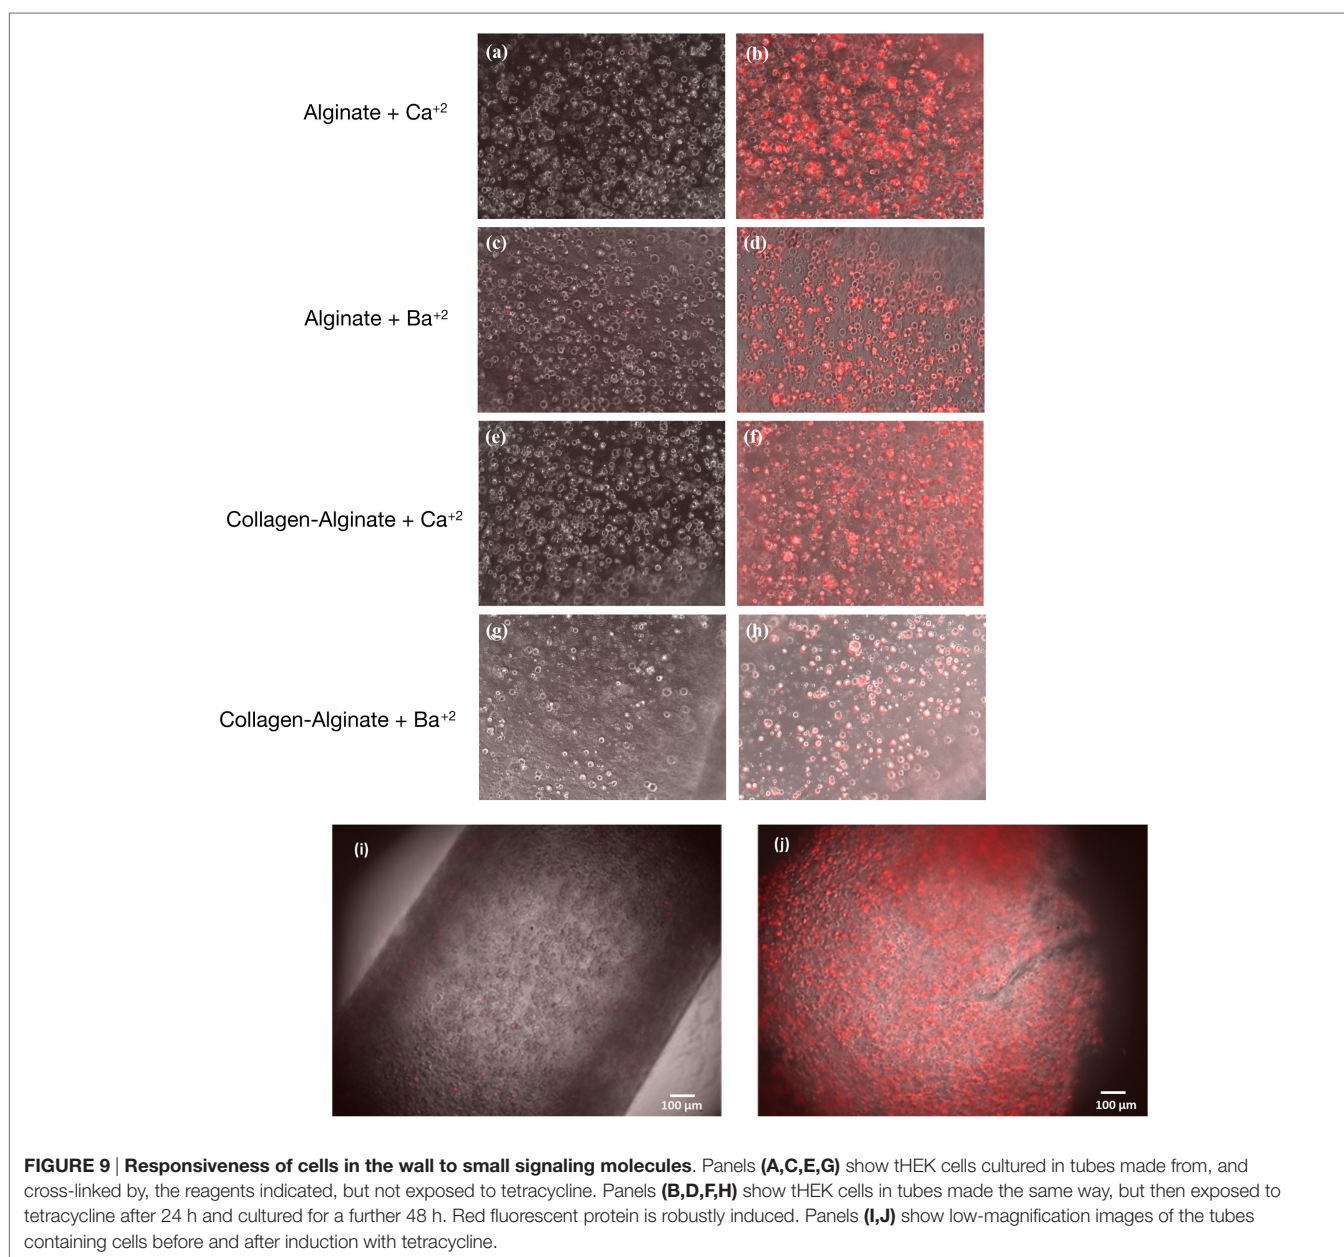 (a)
(b)
Alginate + Ca+2
(c)
(d)
Alginate + Ba+2
(e)
(f)
Collagen-Alginate + Ca+2
(g)
(h)
Collagen-Alginate + Ba+2
(i)
(j)
100 µm
100 µm
FIGURE 9 | Responsiveness of cells in the wall to small signaling molecules. Panels (A,C,E,G) show tHEK cells cultured in tubes made from, and
cross-linked by, the reagents indicated, but not exposed to tetracycline. Panels (B,D,F,H) show tHEK cells in tubes made the same way, but then exposed to
tetracycline after 24 h and cultured for a further 48 h. Red fluorescent protein is robustly induced. Panels (I,J) show low-magnification images of the tubes
containing cells before and after induction with tetracycline.